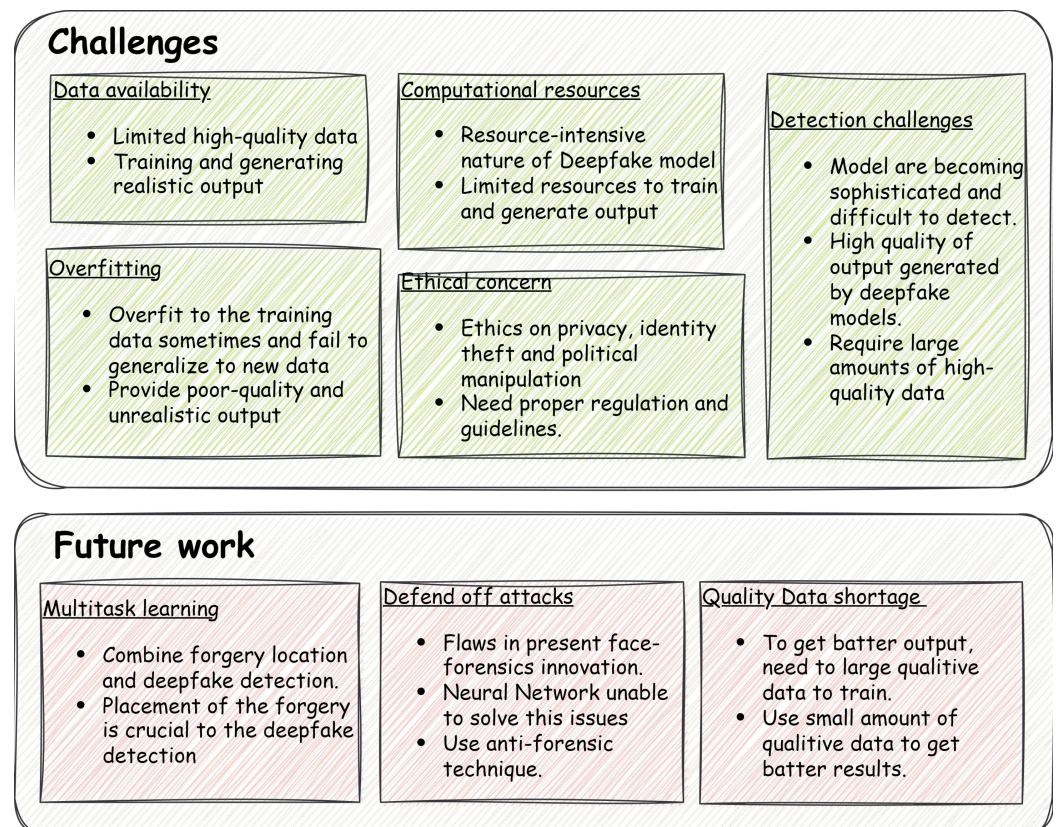 Challenges
Data availability
• Limited high-quality data
• Training and generating
realistic output
Computational resources
• Resource-intensive
nature of Deepfake model
• Limited resources to train
and generate output
Detection challenges
• Model are becoming
sophisticated and
difficult to detect.
• High quality of
output generated
by deepfake
models.
• Require large
amounts of high-
quality data
Overfitting
• Overfit to the training
data sometimes and fail to
generalize to new data
• Provide poor-quality and
unrealistic output
Ethical concern
• Ethics on privacy, identity
theft and political
manipulation
• Need proper regulation and
guidelines.
Future work
Multitask learning
• Combine forgery location
and deepfake detection.
• Placement of the forgery
is crucial to the deepfake
detection
Defend off attacks
• Flaws in present face-
forensics innovation.
• Neural Network unable
to solve this issues
• Use anti-forensic
technique.
Quality Data shortage
• To get batter output,
need to large qualitive
data to train.
• Use small amount of
qualitive data to get
batter results.